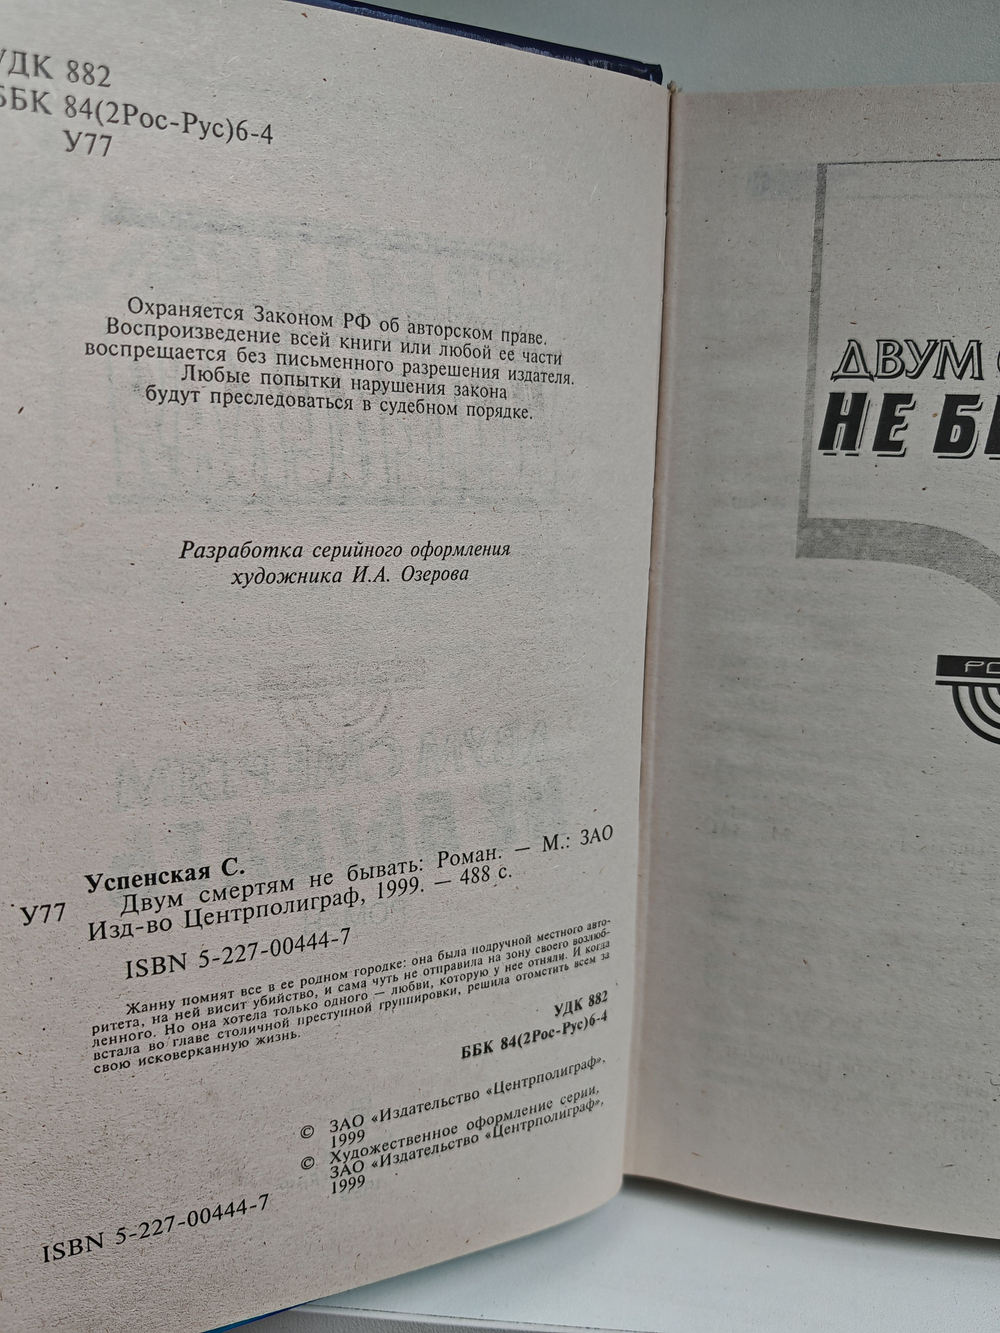 УДК 882
ББК 84(2Рос-Рус)6-4
У77
Охраняется Законом РФ об авторском праве.
Воспроизведение всей книги или любой ее части
воспрещается без письменного разрешения издателя.
Любые попытки нарушения закона
будут преследоваться в судебном порядке.
Разработка серийного оформления
художника И.А. Озерова
Успенская С.
У77 Двум смертям не бывать: Роман. — М.: ЗАО
Изд-во Центрполиграф, 1999. — 488 с.
ISBN 5-227-00444-7
Жанну помнят все в ее родном городке: она была подручной местного авто-
ритета, на ней висит убийство, и сама чуть не отправила на зону своего возлюб-
ленного. Но она хотела только одного — любви, которую у нее отняли. И когда
встала во главе столичной преступной группировки, решила отомстить всем за
свою исковерканную жизнь.
УДК 882
ББК 84(2Рос-Рус)6-4
© ЗАО «Издательство «Центрполиграф»,
1999
© Художественное оформление серии,
ЗАО «Издательство «Центрполиграф»,
1999
ISBN 5-227-00444-7
ДВУМ
НЕ